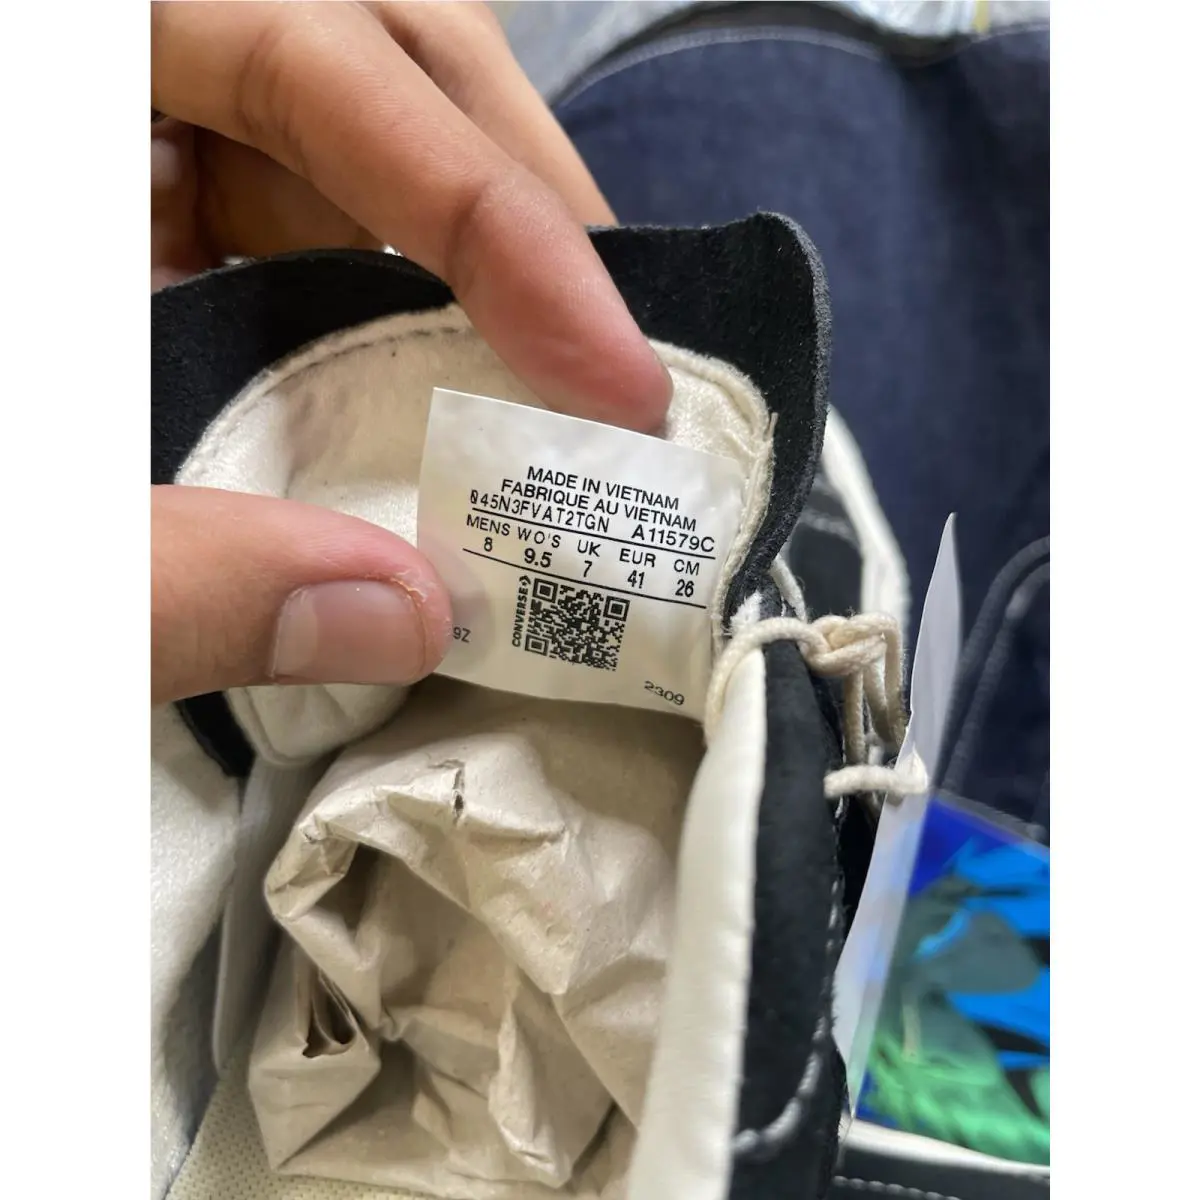 MADE IN VIETNAM
FABRIQUE AU VIETNAM
045N3FVAT2TGN A11579C
MENS WO'S UK EUR CM
8 9.5 7 41 26
CONVERSE
9Z
2309